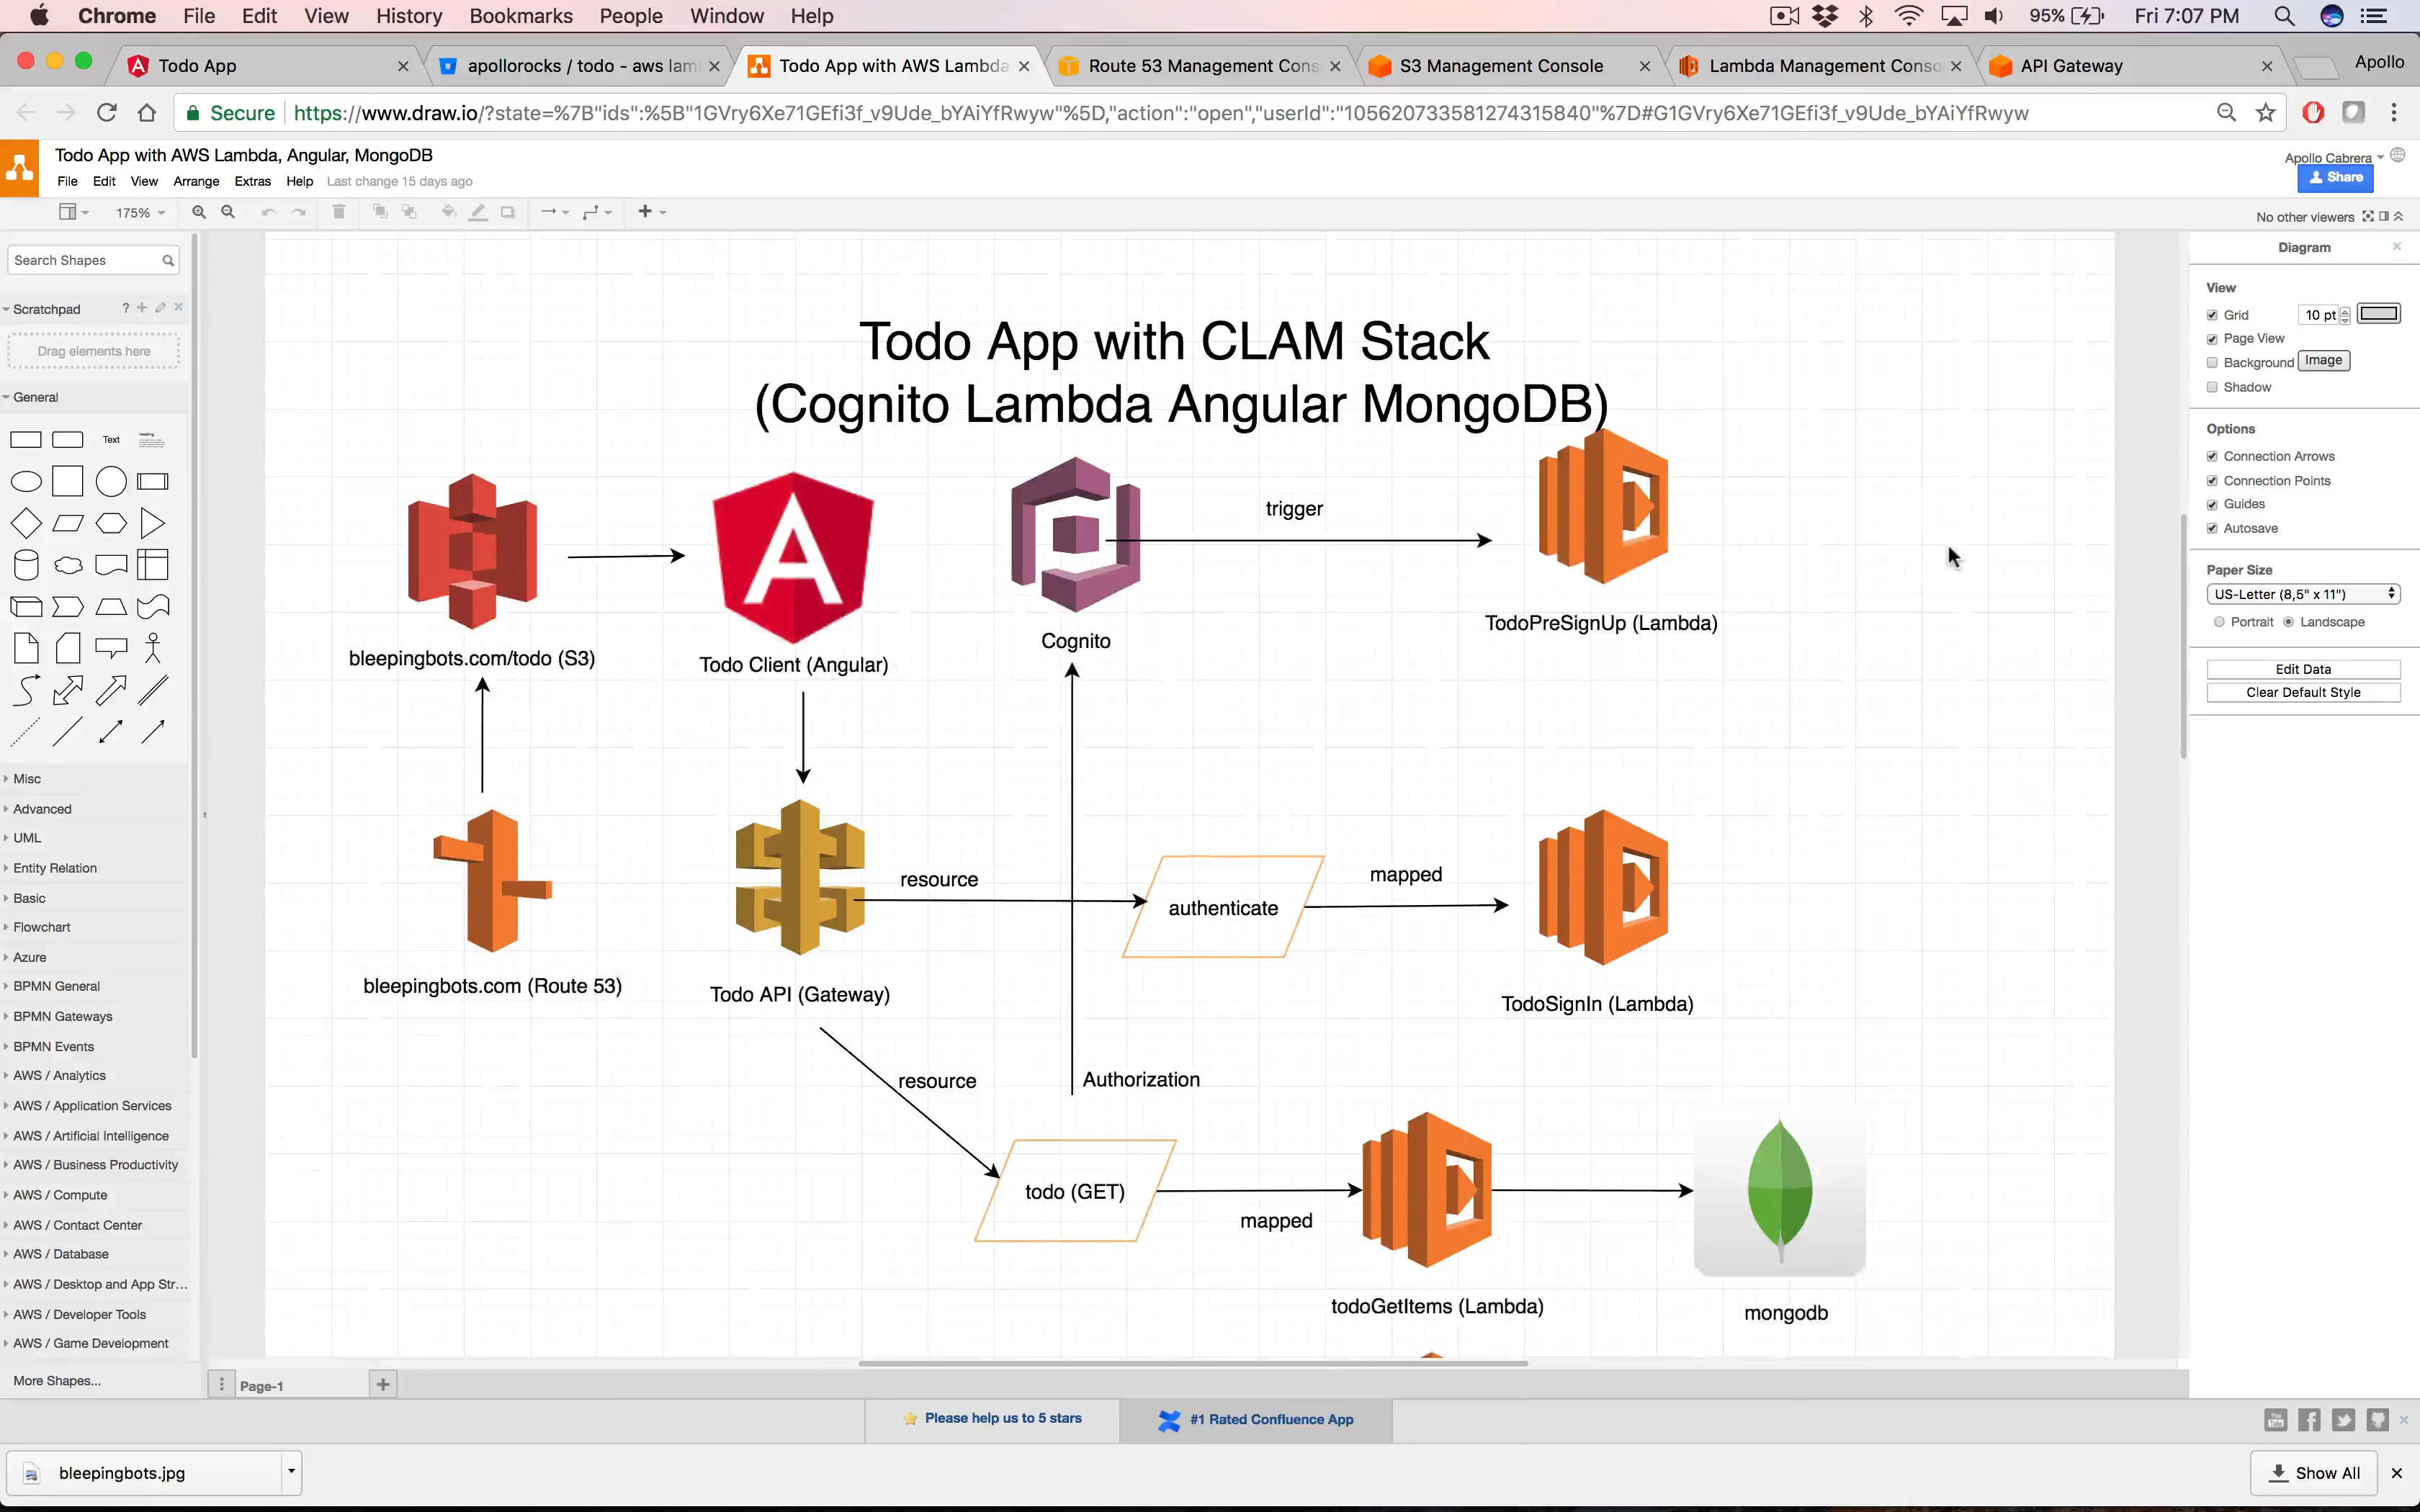 Chrome File Edit View History Bookmarks People Window Help
95% Fri 7:07 PM
Todo App
apollorocks / todo - aws lam
Todo App with AWS Lambda
Route 53 Management Cons
S3 Management Console
Lambda Management Conso
API Gateway
Apollo
Secure https://www.draw.io/?state=%7B"ids":%5B"1GVry6Xe71GEfi3f_v9Ude_bYAiYfRwyw"%5D,"action":"open","userId":"105620733581274315840"%7D#G1GVry6Xe71GEfi3f_v9Ude_bYAiYfRwyw
Todo App with AWS Lambda, Angular, MongoDB
Apollo Cabrera
File Edit View Arrange Extras Help Last change 15 days ago
Share
175%
No other viewers
Search Shapes
Scratchpad ?
Drag elements here
General
Text
Heading
Misc
Advanced
UML
Entity Relation
Basic
Flowchart
Azure
BPMN General
BPMN Gateways
BPMN Events
AWS / Analytics
AWS / Application Services
AWS / Artificial Intelligence
AWS / Business Productivity
AWS / Compute
AWS / Contact Center
AWS / Database
AWS / Desktop and App Str...
AWS / Developer Tools
AWS / Game Development
More Shapes...
Todo App with CLAM Stack
(Cognito Lambda Angular MongoDB)
trigger
bleepingbots.com/todo (S3)
Todo Client (Angular)
Cognito
TodoPreSignUp (Lambda)
resource
authenticate
mapped
bleepingbots.com (Route 53)
Todo API (Gateway)
TodoSignIn (Lambda)
resource
Authorization
todo (GET)
mapped
todoGetItems (Lambda)
mongodb
Diagram
View
Grid 10 pt
Page View
Background Image
Shadow
Options
Connection Arrows
Connection Points
Guides
Autosave
Paper Size
US-Letter (8,5" x 11")
Portrait Landscape
Edit Data
Clear Default Style
Page-1
Please help us to 5 stars
#1 Rated Confluence App
bleepingbots.jpg
Show All